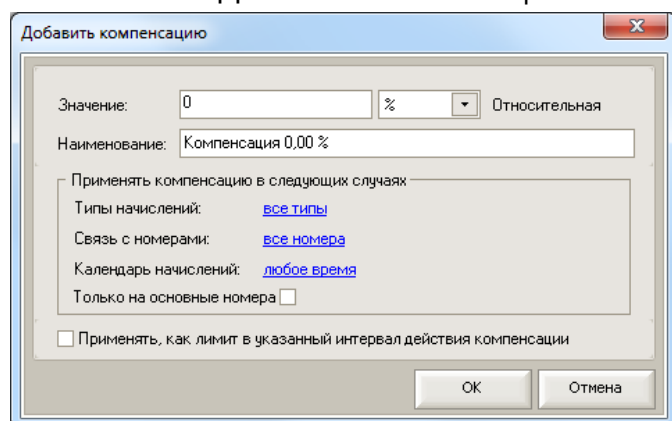 Добавить компенсацию
Значение: 0 % Относительная
Наименование: Компенсация 0,00 %
Применять компенсацию в следующих случаях
Типы начислений: все типы
Связь с номерами: все номера
Календарь начислений: любое время
Только на основные номера
Применять, как лимит в указанный интервал действия компенсации
ОК Отмена